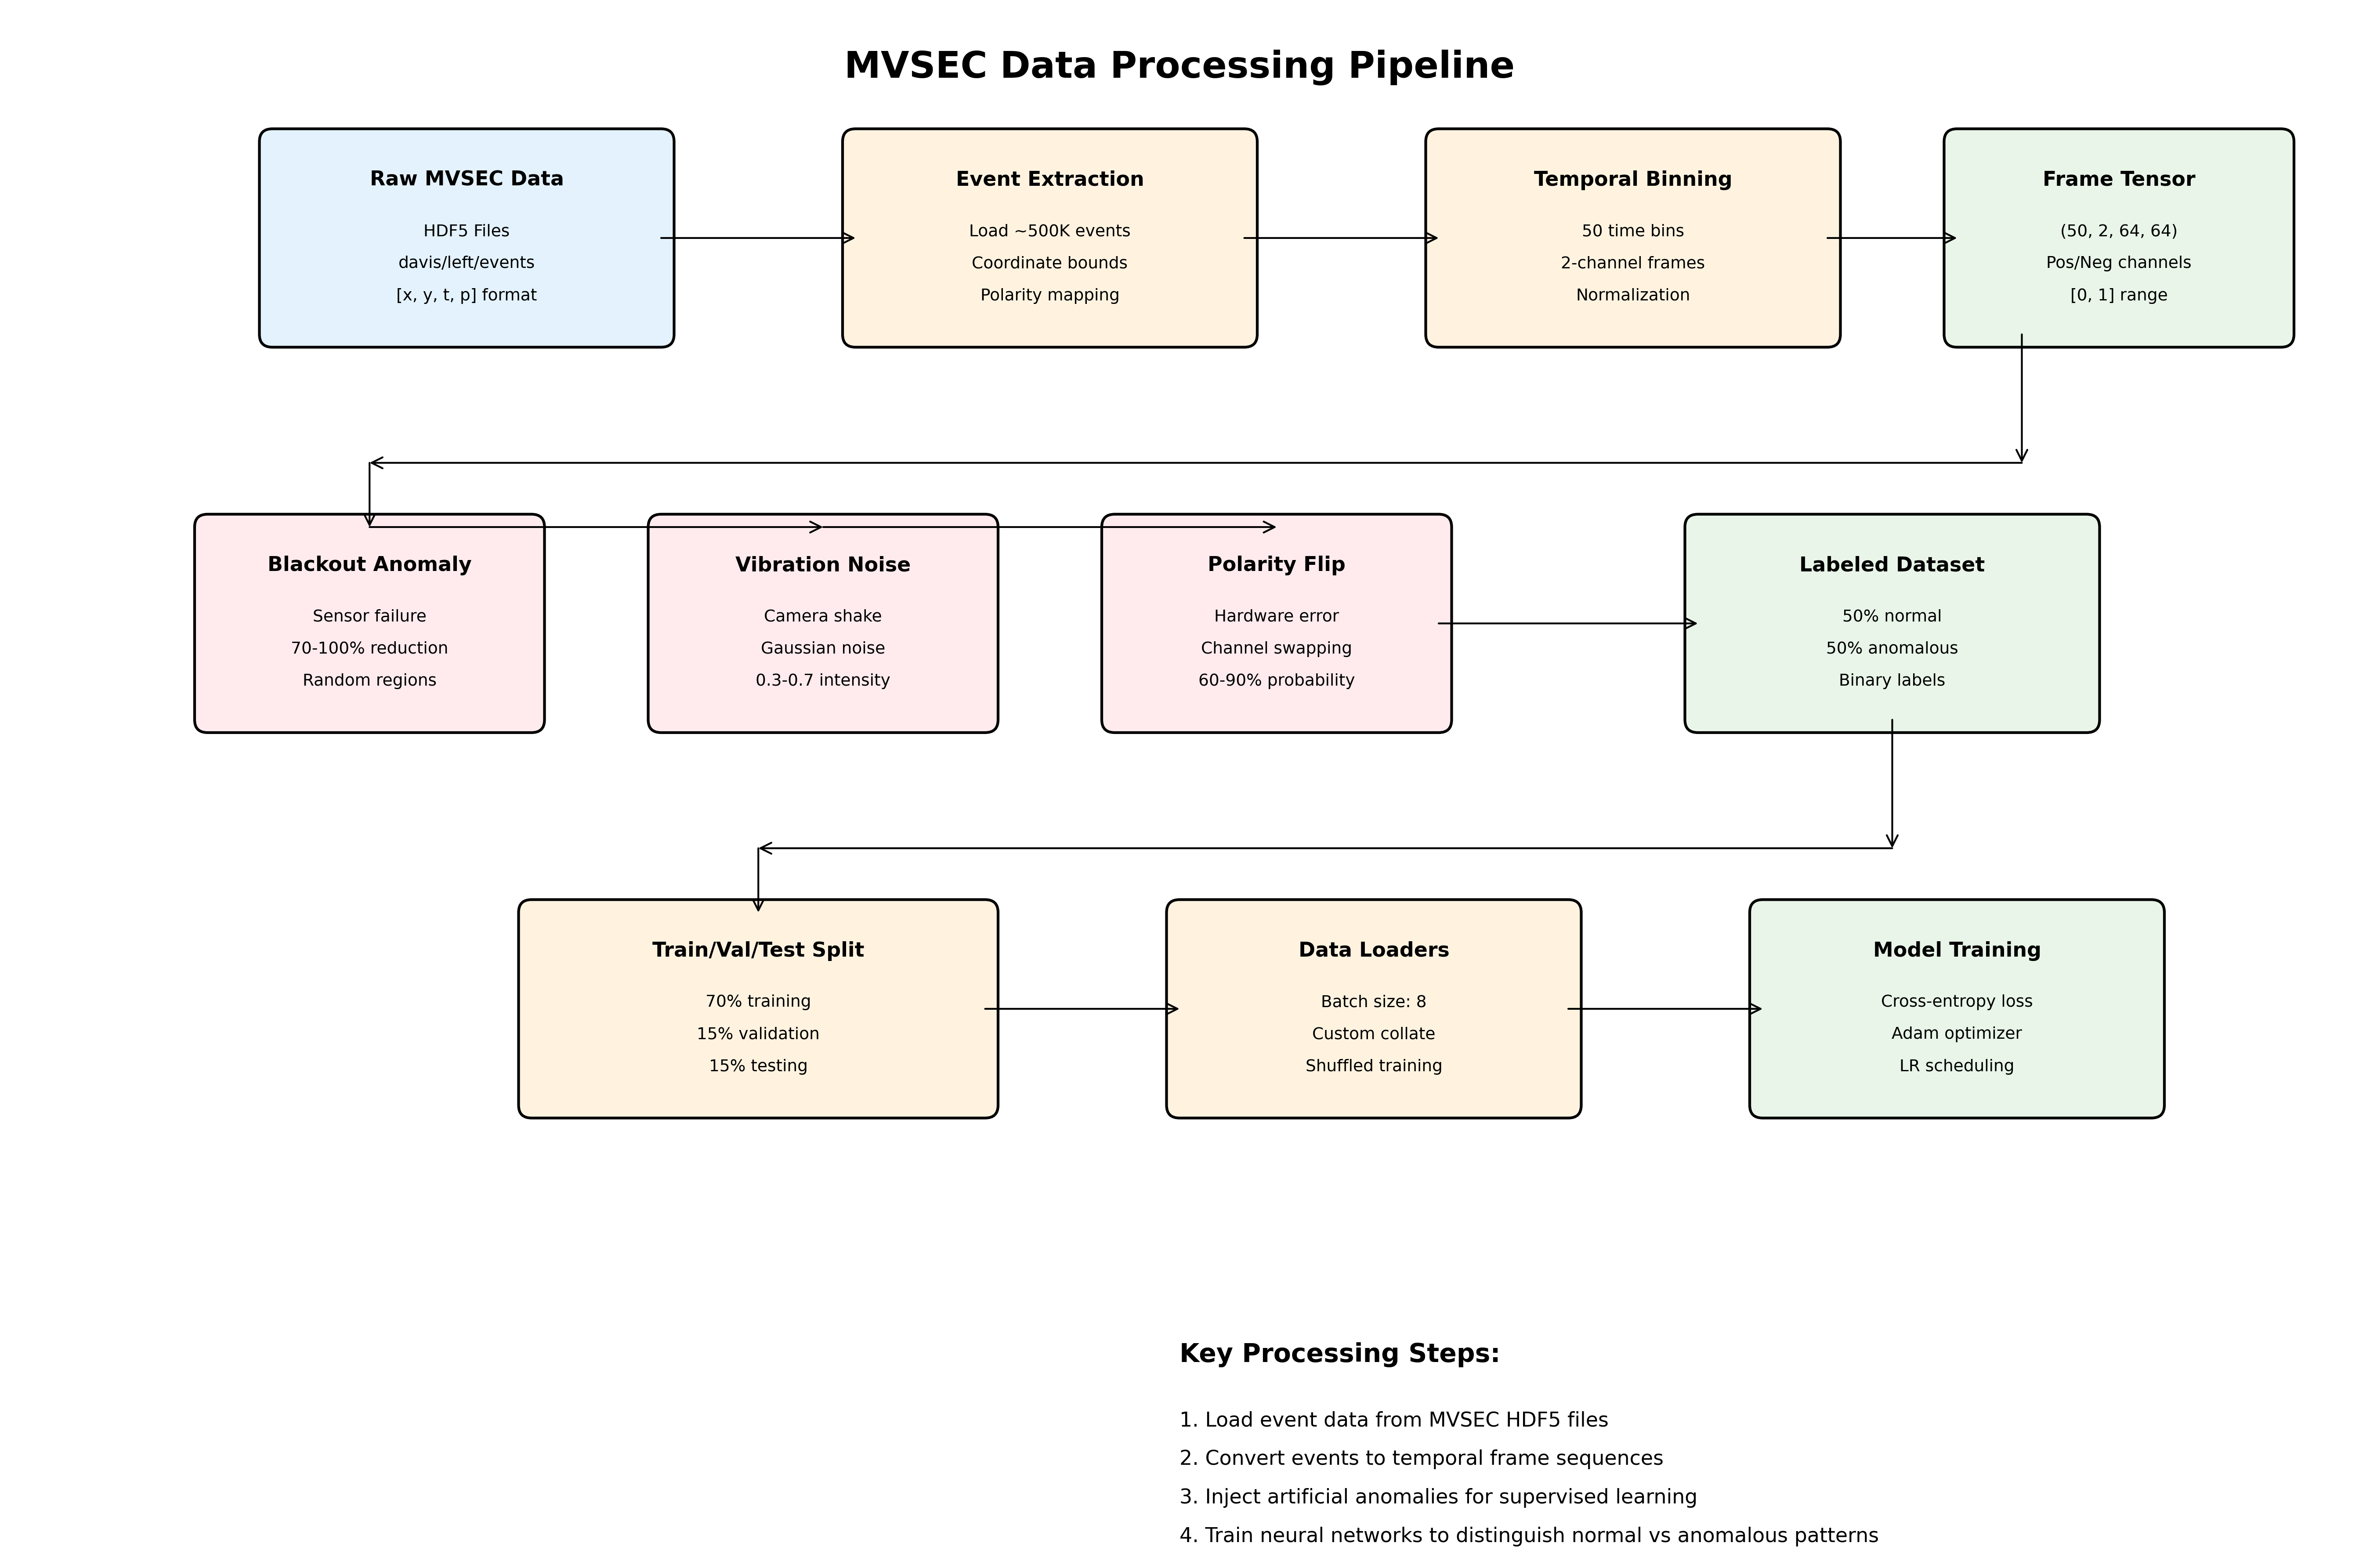 MVSEC Data Processing Pipeline
Raw MVSEC Data
HDF5 Files
davis/left/events
[x, y, t, p] format
Event Extraction
Load ~500K events
Coordinate bounds
Polarity mapping
Temporal Binning
50 time bins
2-channel frames
Normalization
Frame Tensor
(50, 2, 64, 64)
Pos/Neg channels
[0, 1] range
Blackout Anomaly
Sensor failure
70-100% reduction
Random regions
Vibration Noise
Camera shake
Gaussian noise
0.3-0.7 intensity
Polarity Flip
Hardware error
Channel swapping
60-90% probability
Labeled Dataset
50% normal
50% anomalous
Binary labels
Train/Val/Test Split
70% training
15% validation
15% testing
Data Loaders
Batch size: 8
Custom collate
Shuffled training
Model Training
Cross-entropy loss
Adam optimizer
LR scheduling
Key Processing Steps:
1. Load event data from MVSEC HDF5 files
2. Convert events to temporal frame sequences
3. Inject artificial anomalies for supervised learning
4. Train neural networks to distinguish normal vs anomalous patterns